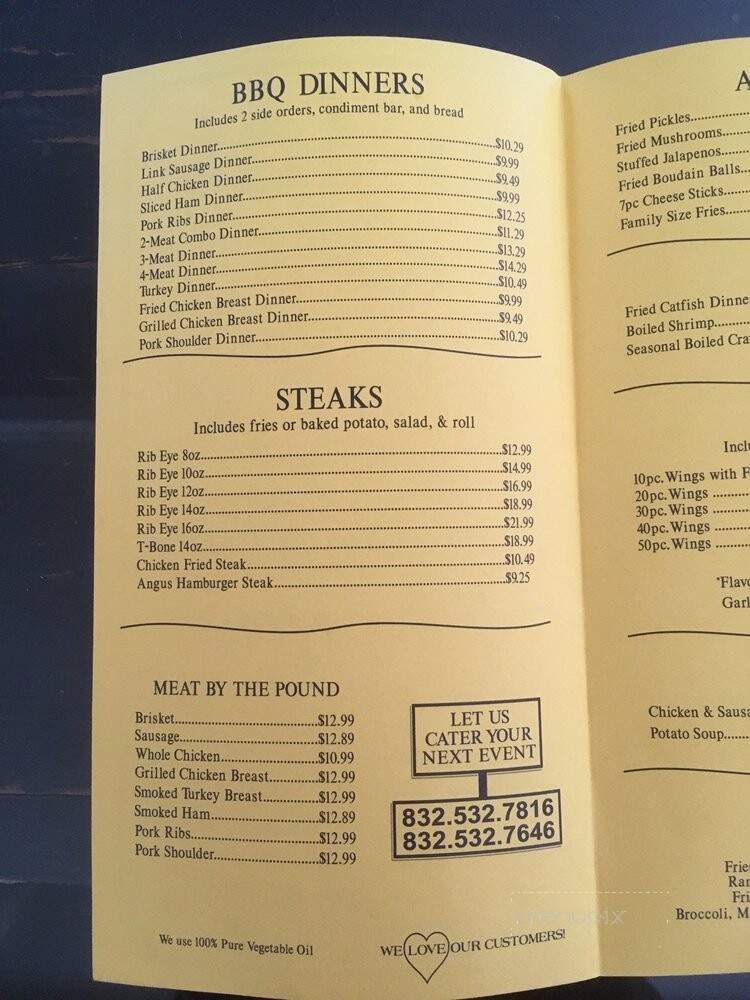 BBQ DINNERS
Includes 2 side orders, condiment bar, and bread
Brisket Dinner..........$10.29
Link Sausage Dinner..........$9.99
Half Chicken Dinner..........$9.49
Sliced Ham Dinner..........$9.99
Pork Ribs Dinner..........$12.25
2-Meat Combo Dinner..........$11.29
3-Meat Dinner..........$13.29
4-Meat Dinner..........$14.29
Turkey Dinner..........$10.49
Fried Chicken Breast Dinner..........$9.99
Grilled Chicken Breast Dinner..........$9.49
Pork Shoulder Dinner..........$10.29
STEAKS
Includes fries or baked potato, salad, & roll
Rib Eye 8oz..........$12.99
Rib Eye 10oz..........$14.99
Rib Eye 12oz..........$16.99
Rib Eye 14oz..........$18.99
Rib Eye 16oz..........$21.99
T-Bone 14oz..........$18.99
Chicken Fried Steak..........$10.49
Angus Hamburger Steak..........$9.25
MEAT BY THE POUND
Brisket..........$12.99
Sausage..........$12.89
Whole Chicken..........$10.99
Grilled Chicken Breast..........$12.99
Smoked Turkey Breast..........$12.99
Smoked Ham..........$12.89
Pork Ribs..........$12.99
Pork Shoulder..........$12.99
LET US
CATER YOUR
NEXT EVENT
832.532.7816
832.532.7646
We use 100% Pure Vegetable Oil
WE LOVE OUR CUSTOMERS!
A
Fried Pickles..........
Fried Mushrooms..........
Stuffed Jalapenos..........
Fried Boudain Balls..........
7pc Cheese Sticks..........
Family Size Fries..........
Fried Catfish Dinne
Boiled Shrimp..........
Seasonal Boiled Cra
Incl
10pc. Wings with F
20pc. Wings ..........
30pc. Wings ..........
40pc. Wings ..........
50pc. Wings ..........
*Flavo
Garl
Chicken & Sausa
Potato Soup..........
Fries
Ran
Fri
Broccoli, M